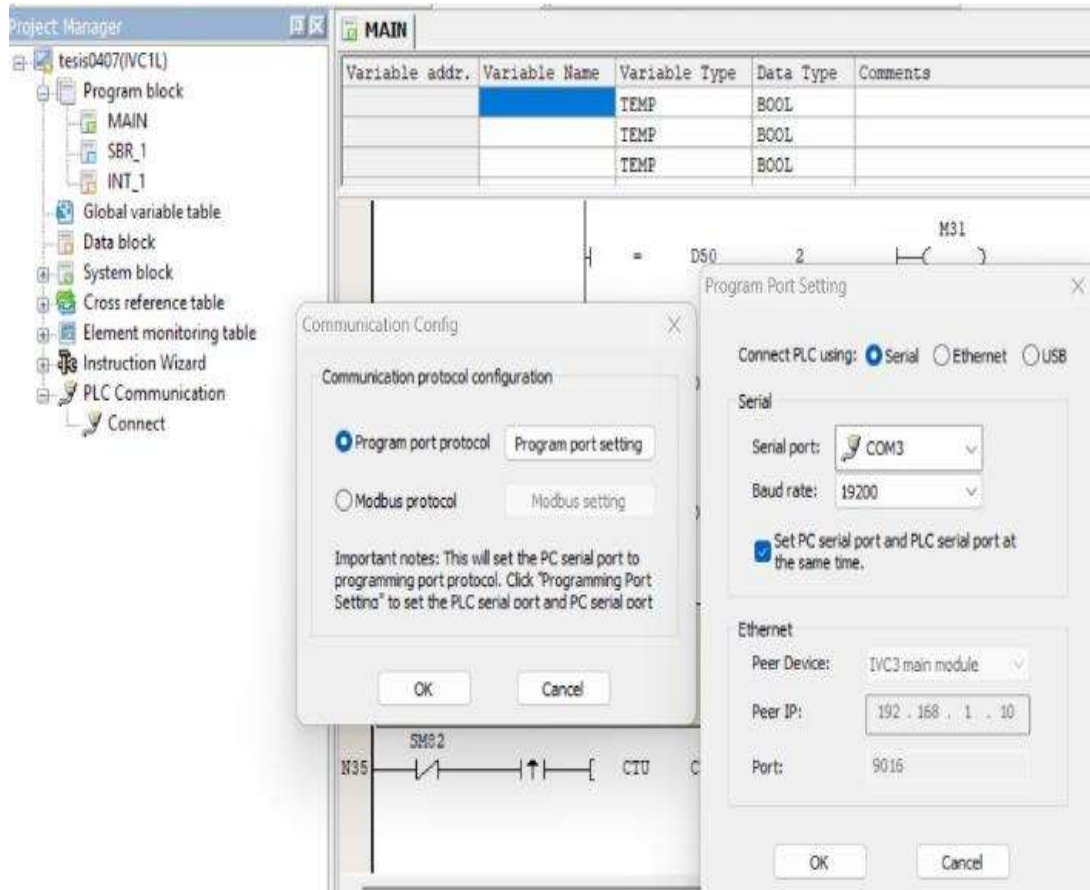 Project Manager
tesis0407(IVC1L)
Program block
MAIN
SBR_1
INT_1
Global variable table
Data block
System block
Cross reference table
Element monitoring table
Instruction Wizard
PLC Communication
Connect
MAIN
Variable addr. Variable Name Variable Type Data Type Comments
TEMP BOOL
TEMP BOOL
TEMP BOOL
M31
= D50 2
Communication Config
Communication protocol configuration
Program port protocol Program port setting
Modbus protocol Modbus setting
Important notes: This will set the PC serial port to
programming port protocol. Click "Programming Port
Setting" to set the PLC serial port and PC serial port
OK Cancel
Program Port Setting
Connect PLC using: Serial Ethernet USB
Serial
Serial port: COM3
Baud rate: 19200
Set PC serial port and PLC serial port at
the same time.
Ethernet
Peer Device: IVC3 main module
Peer IP: 192 . 168 . 1 . 10
Port: 9016
OK Cancel
SM82
N35 CTU C